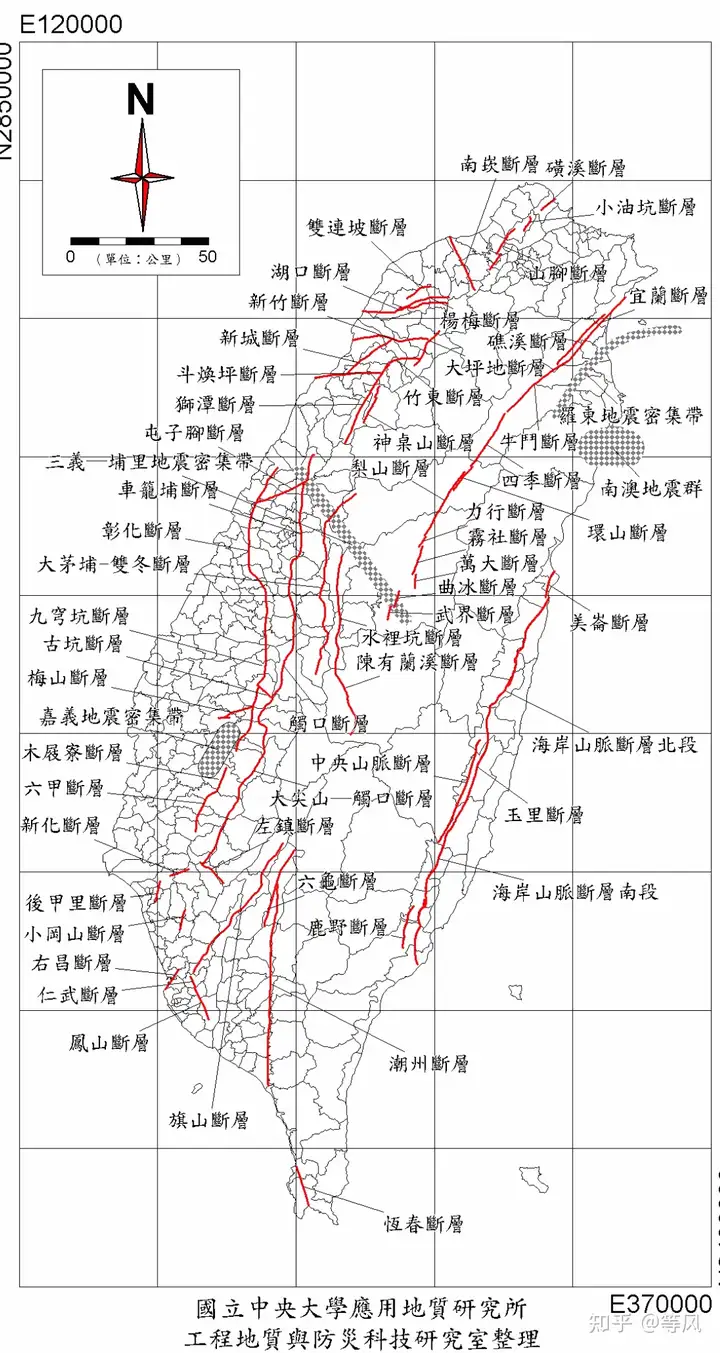 E120000
N2850000
N
0
50
(單位：公里)
南崁斷層
磺溪斷層
小油坑斷層
雙連坡斷層
山腳斷層
湖口斷層
宜蘭斷層
新竹斷層
楊梅斷層
新城斷層
礁溪斷層
大坪地斷層
斗煥坪斷層
竹東斷層
獅潭斷層
羅東地震密集帶
屯子腳斷層
神桌山斷層
牛鬥斷層
三義—埔里地震密集帶
梨山斷層
四季斷層
南澳地震群
車籠埔斷層
力行斷層
彰化斷層
霧社斷層
環山斷層
大茅埔-雙冬斷層
萬大斷層
曲冰斷層
九芎坑斷層
武界斷層
美崙斷層
古坑斷層
水裡坑斷層
陳有蘭溪斷層
梅山斷層
嘉義地震密集帶
觸口斷層
海岸山脈斷層北段
木屐寮斷層
中央山脈斷層
六甲斷層
大尖山—觸口斷層
玉里斷層
新化斷層
左鎮斷層
六龜斷層
海岸山脈斷層南段
後甲里斷層
鹿野斷層
小岡山斷層
右昌斷層
仁武斷層
鳳山斷層
潮州斷層
旗山斷層
恆春斷層
E370000
國立中央大學應用地質研究所
工程地質與防災科技研究室整理
知乎 @等风